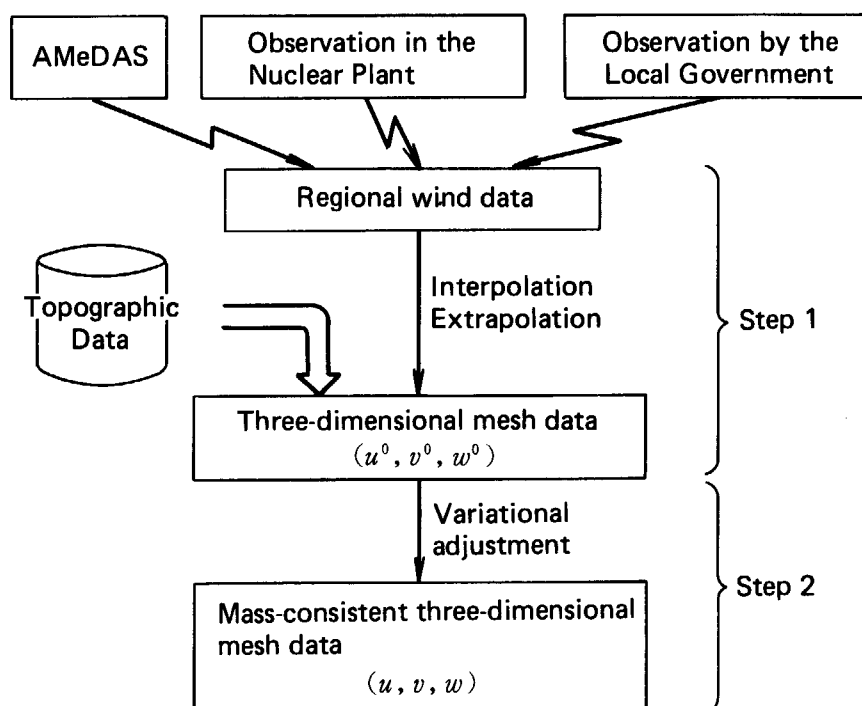 AMeDAS
Observation in the
Nuclear Plant
Observation by the
Local Government
Regional wind data
Topographic
Data
Interpolation
Extrapolation
Step 1
Three-dimensional mesh data
(u⁰, v⁰, w⁰)
Variational
adjustment
Step 2
Mass-consistent three-dimensional
mesh data
(u, v, w)